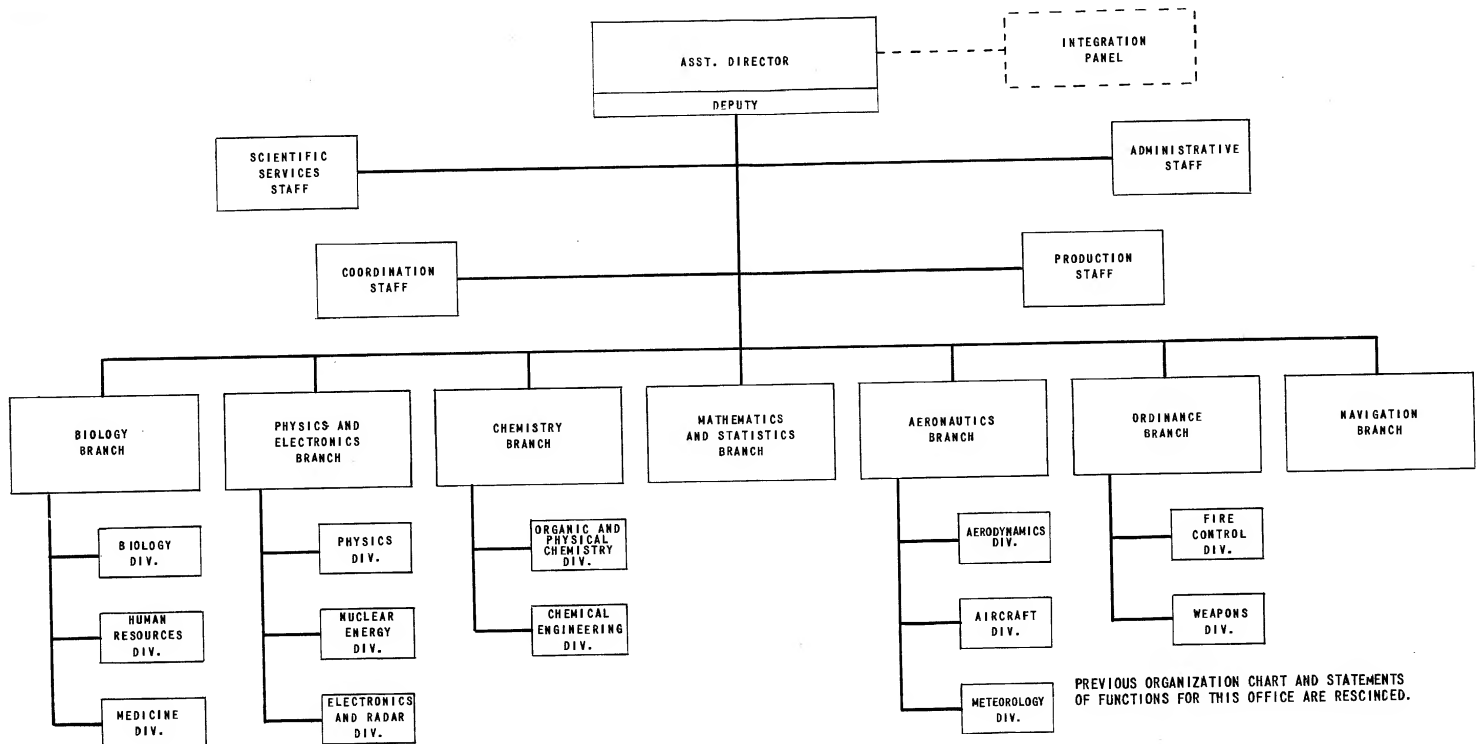 ASST. DIRECTOR
DEPUTY
INTEGRATION
PANEL
SCIENTIFIC
SERVICES
STAFF
ADMINISTRATIVE
STAFF
COORDINATION
STAFF
PRODUCTION
STAFF
BIOLOGY
BRANCH
PHYSICS AND
ELECTRONICS
BRANCH
CHEMISTRY
BRANCH
MATHEMATICS
AND STATISTICS
BRANCH
AERONAUTICS
BRANCH
ORDINANCE
BRANCH
NAVIGATION
BRANCH
BIOLOGY
DIV.
HUMAN
RESOURCES
DIV.
MEDICINE
DIV.
PHYSICS
DIV.
NUCLEAR
ENERGY
DIV.
ELECTRONICS
AND RADAR
DIV.
ORGANIC AND
PHYSICAL
CHEMISTRY
DIV.
CHEMICAL
ENGINEERING
DIV.
AERODYNAMICS
DIV.
AIRCRAFT
DIV.
METEOROLOGY
DIV.
FIRE
CONTROL
DIV.
WEAPONS
DIV.
PREVIOUS ORGANIZATION CHART AND STATEMENTS
OF FUNCTIONS FOR THIS OFFICE ARE RESCINCED.